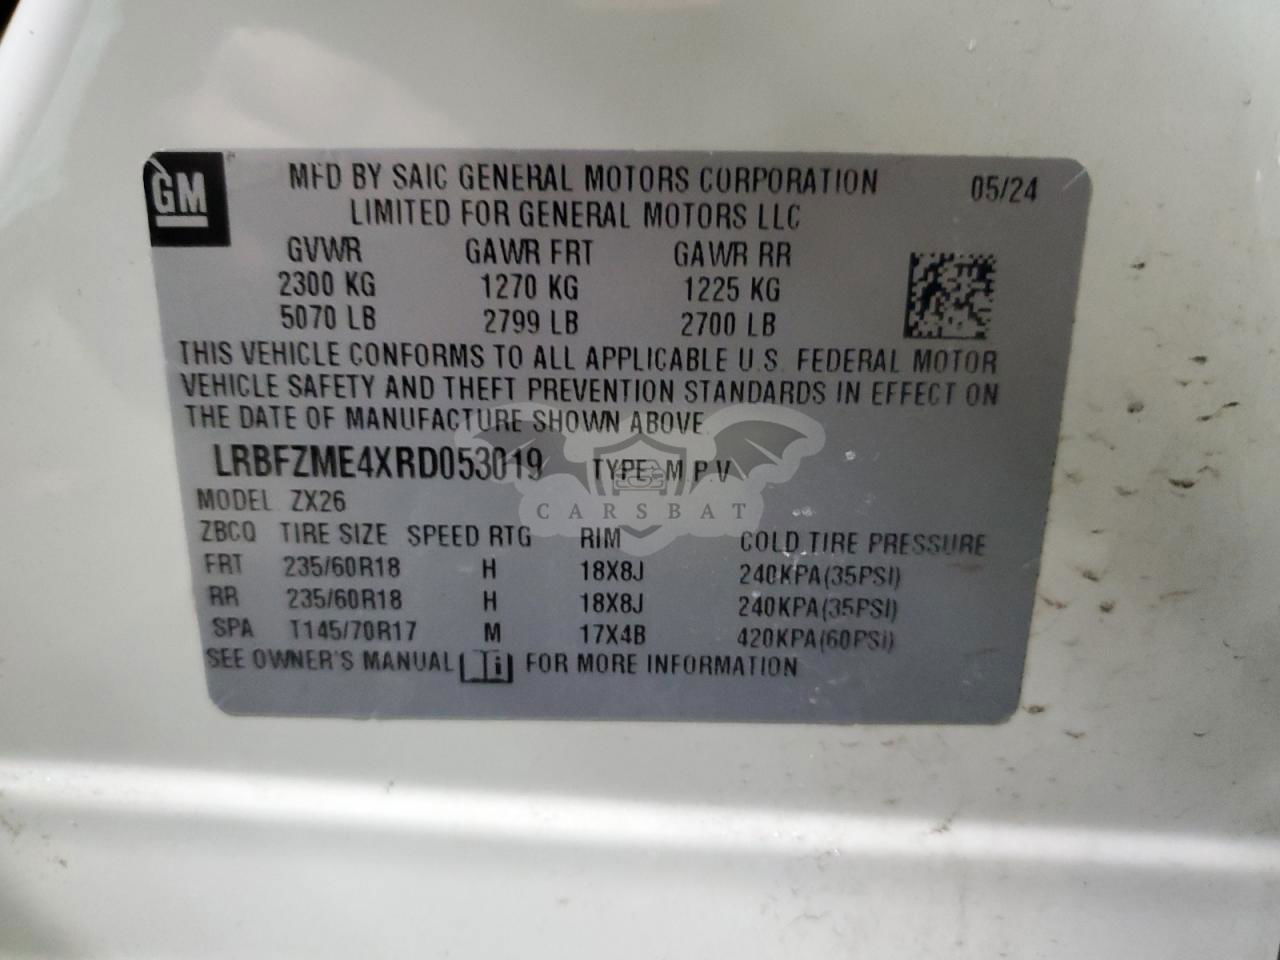 GM
MFD BY SAIC GENERAL MOTORS CORPORATION 05/24
LIMITED FOR GENERAL MOTORS LLC
GVWR GAWR FRT GAWR RR
2300 KG 1270 KG 1225 KG
5070 LB 2799 LB 2700 LB
THIS VEHICLE CONFORMS TO ALL APPLICABLE U.S. FEDERAL MOTOR
VEHICLE SAFETY AND THEFT PREVENTION STANDARDS IN EFFECT ON
THE DATE OF MANUFACTURE SHOWN ABOVE.
LRBFZME4XRD053019 TYPE: M.P.V
MODEL: ZX26
CARSBAT
ZBCQ TIRE SIZE SPEED RTG RIM COLD TIRE PRESSURE
FRT 235/60R18 H 18X8J 240KPA(35PSI)
RR 235/60R18 H 18X8J 240KPA(35PSI)
SPA T145/70R17 M 17X4B 420KPA(60PSI)
SEE OWNER'S MANUAL i FOR MORE INFORMATION